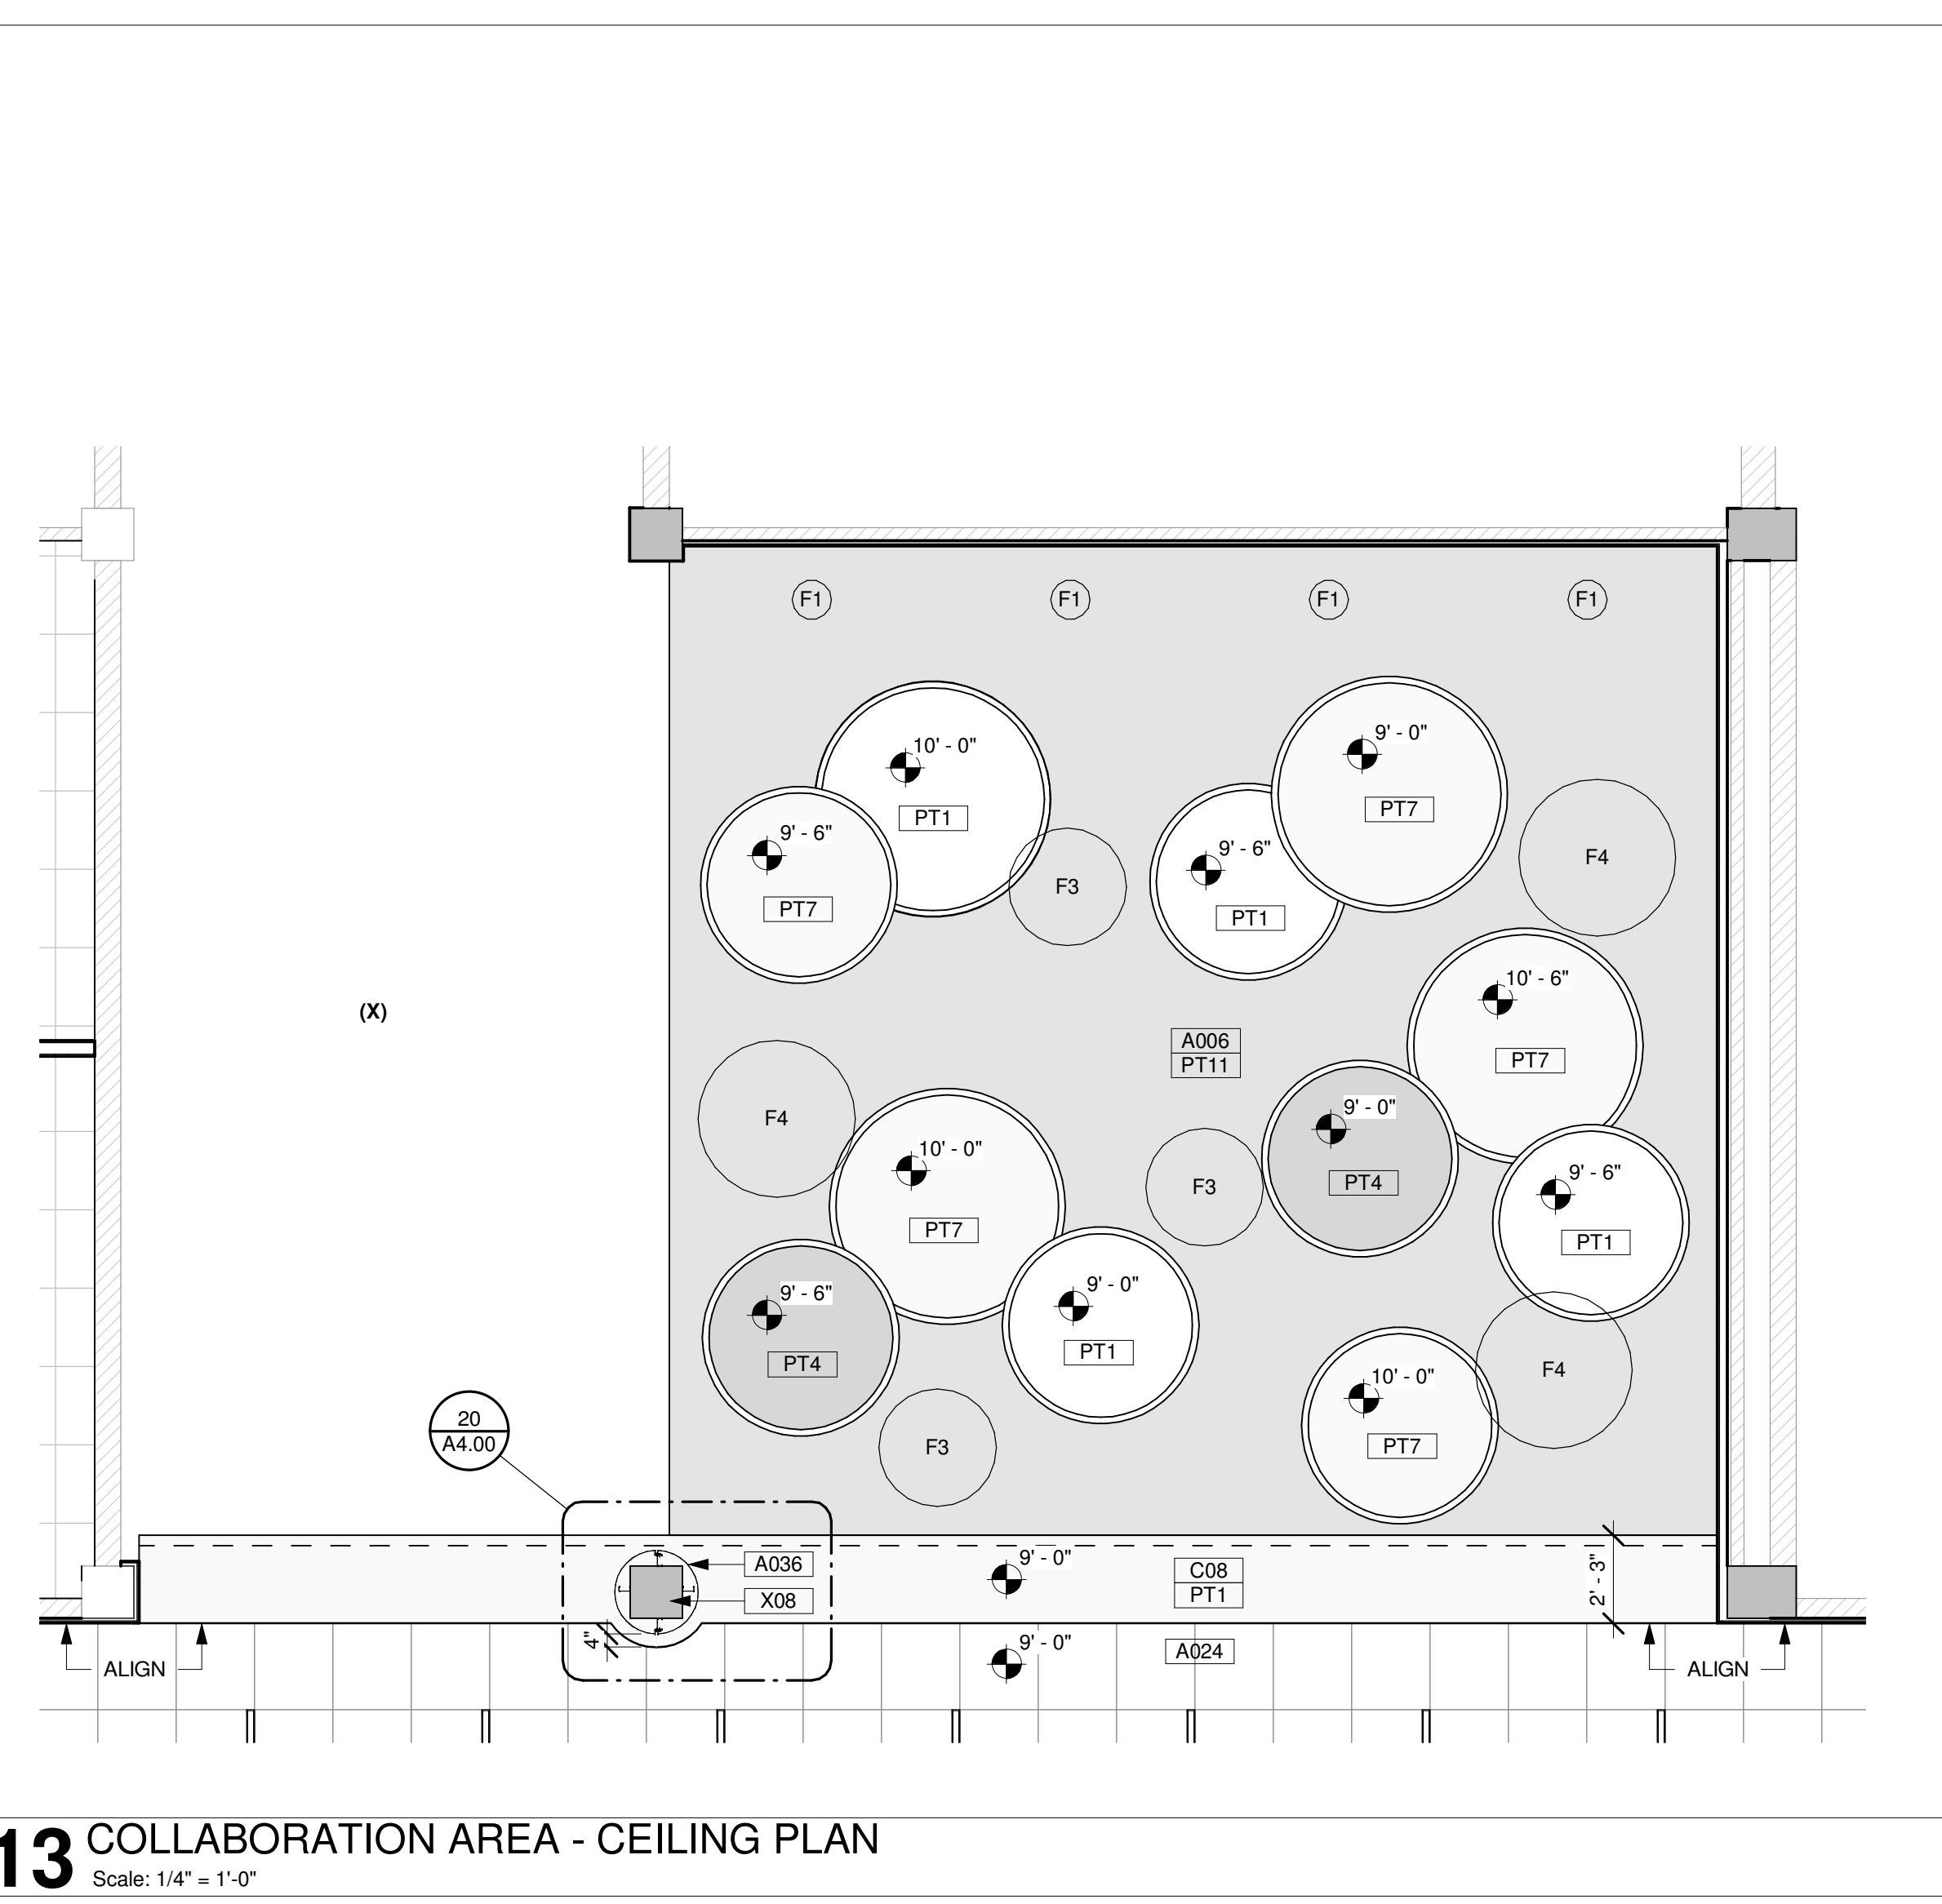 F1
F1
F1
F1
9' - 0"
10' - 0"
PT7
PT1
9' - 6"
9' - 6"
F4
F3
PT7
PT1
10' - 6"
(X)
A006
PT11
PT7
9' - 0"
F4
10' - 0"
9' - 6"
PT4
F3
PT7
PT1
9' - 6"
9' - 0"
PT4
PT1
F4
10' - 0"
20
A4.00
F3
PT7
A036
9' - 0"
C08
PT1
2' - 3"
X08
4"
9' - 0"
A024
ALIGN
ALIGN
13 COLLABORATION AREA - CEILING PLAN
Scale: 1/4" = 1'-0"